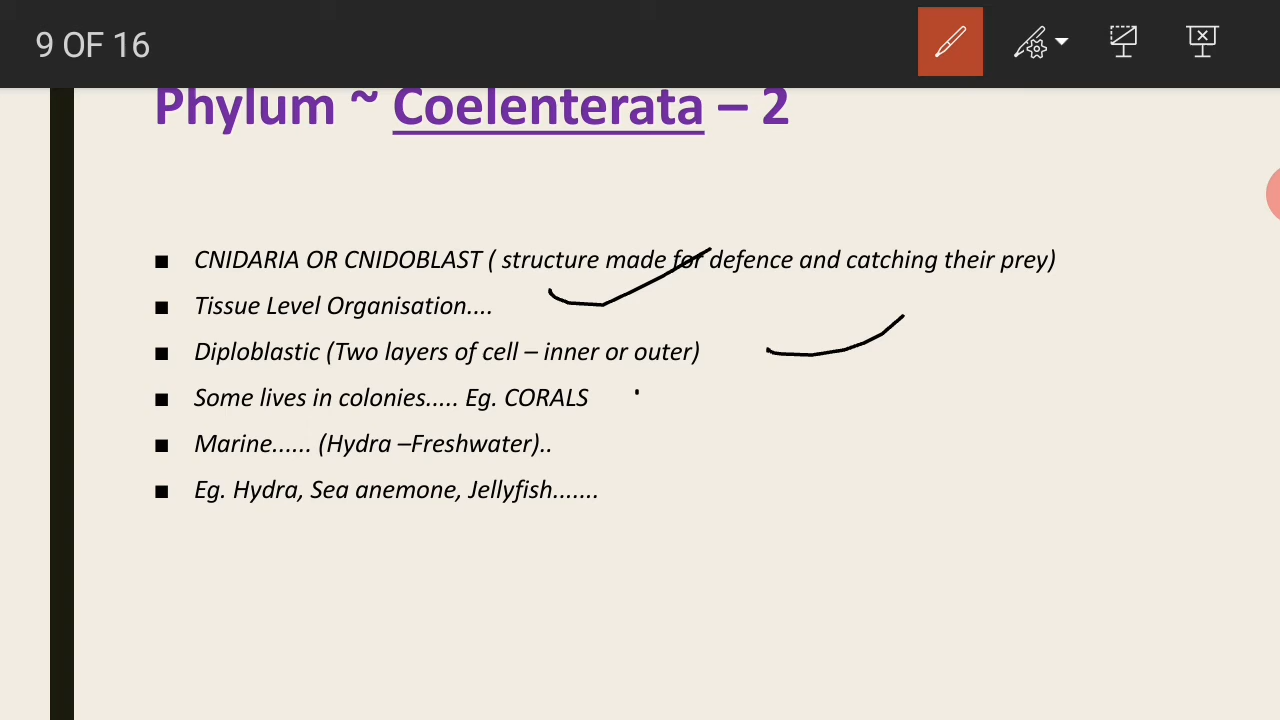 9 OF 16
Phylum ~ Coelenterata – 2
■ CNIDARIA OR CNIDOBLAST ( structure made for defence and catching their prey)
■ Tissue Level Organisation....
■ Diploblastic (Two layers of cell – inner or outer)
■ Some lives in colonies..... Eg. CORALS
■ Marine...... (Hydra –Freshwater)..
■ Eg. Hydra, Sea anemone, Jellyfish.......